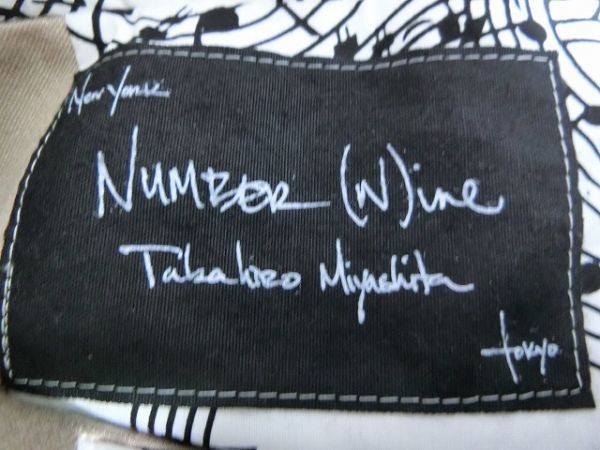 New York
NUMBER (N)ine
Takahiro Miyashita
tokyo